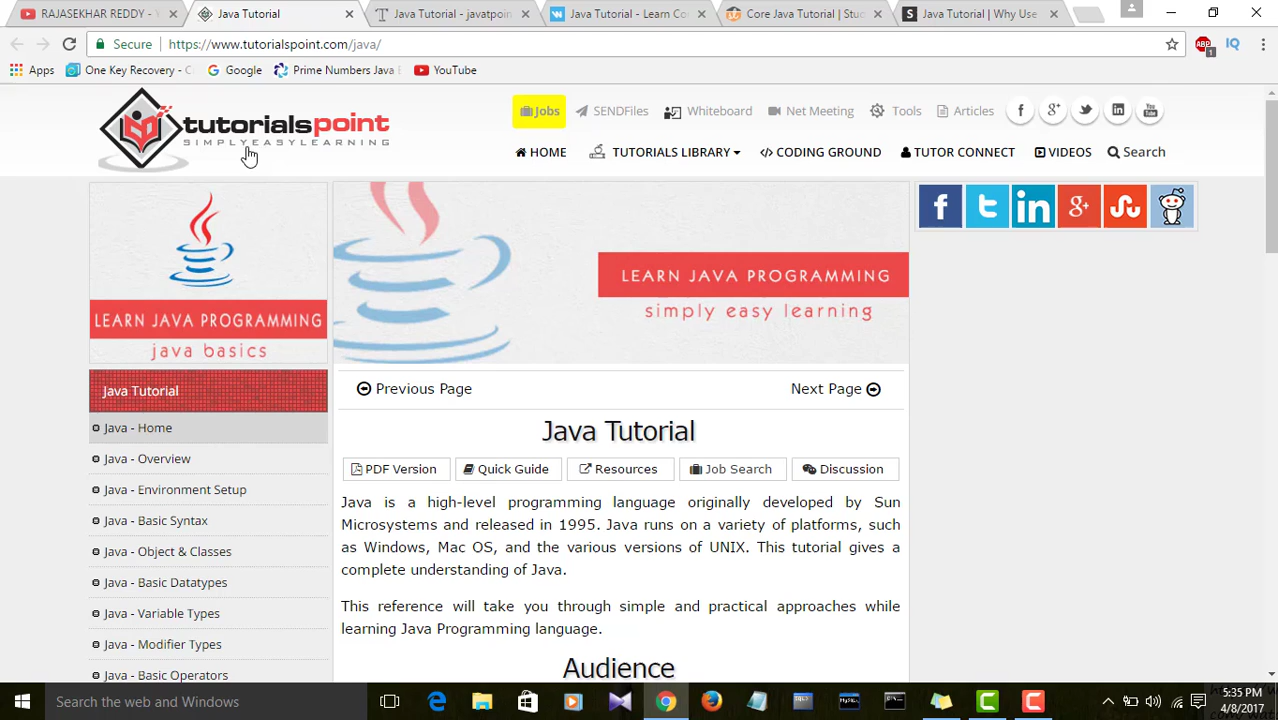 RAJASEKHAR REDDY - Y
Java Tutorial
Java Tutorial - javatpoint
Java Tutorial - Learn Co
Core Java Tutorial | Stud
Java Tutorial | Why Use
Secure
https://www.tutorialspoint.com/java/
ABP
1
IQ
Apps
One Key Recovery - C
Google
Prime Numbers Java
YouTube
tutorialspoint
SIMPLYEASYLEARNING
Jobs
SENDFiles
Whiteboard
Net Meeting
Tools
Articles
HOME
TUTORIALS LIBRARY
CODING GROUND
TUTOR CONNECT
VIDEOS
Search
LEARN JAVA PROGRAMMING
java basics
LEARN JAVA PROGRAMMING
simply easy learning
Java Tutorial
Java - Home
Java - Overview
Java - Environment Setup
Java - Basic Syntax
Java - Object & Classes
Java - Basic Datatypes
Java - Variable Types
Java - Modifier Types
Java - Basic Operators
Previous Page
Next Page
Java Tutorial
PDF Version
Quick Guide
Resources
Job Search
Discussion
Java is a high-level programming language originally developed by Sun
Microsystems and released in 1995. Java runs on a variety of platforms, such
as Windows, Mac OS, and the various versions of UNIX. This tutorial gives a
complete understanding of Java.
This reference will take you through simple and practical approaches while
learning Java Programming language.
Audience
Search the web and Windows
5:35 PM
4/8/2017